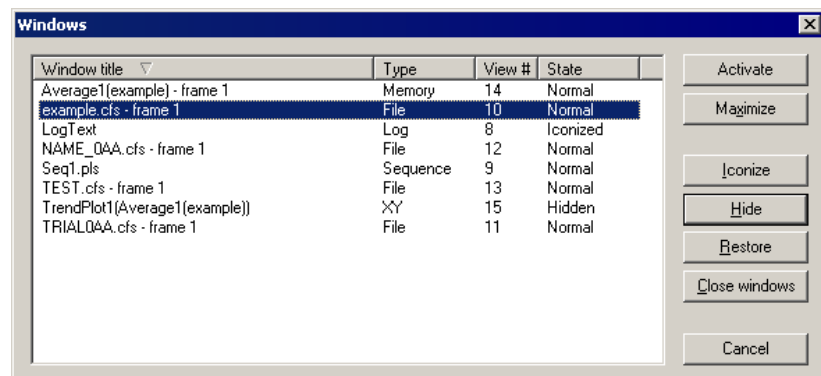 Windows
Window title Type View # State
Average1(example) - frame 1 Memory 14 Normal
example.cfs - frame 1 File 10 Normal
LogText Log 8 Iconized
NAME_0AA.cfs - frame 1 File 12 Normal
Seq1.pls Sequence 9 Normal
TEST.cfs - frame 1 File 13 Normal
TrendPlot1(Average1(example)) XY 15 Hidden
TRIAL0AA.cfs - frame 1 File 11 Normal
Activate
Maximize
Iconize
Hide
Restore
Close windows
Cancel